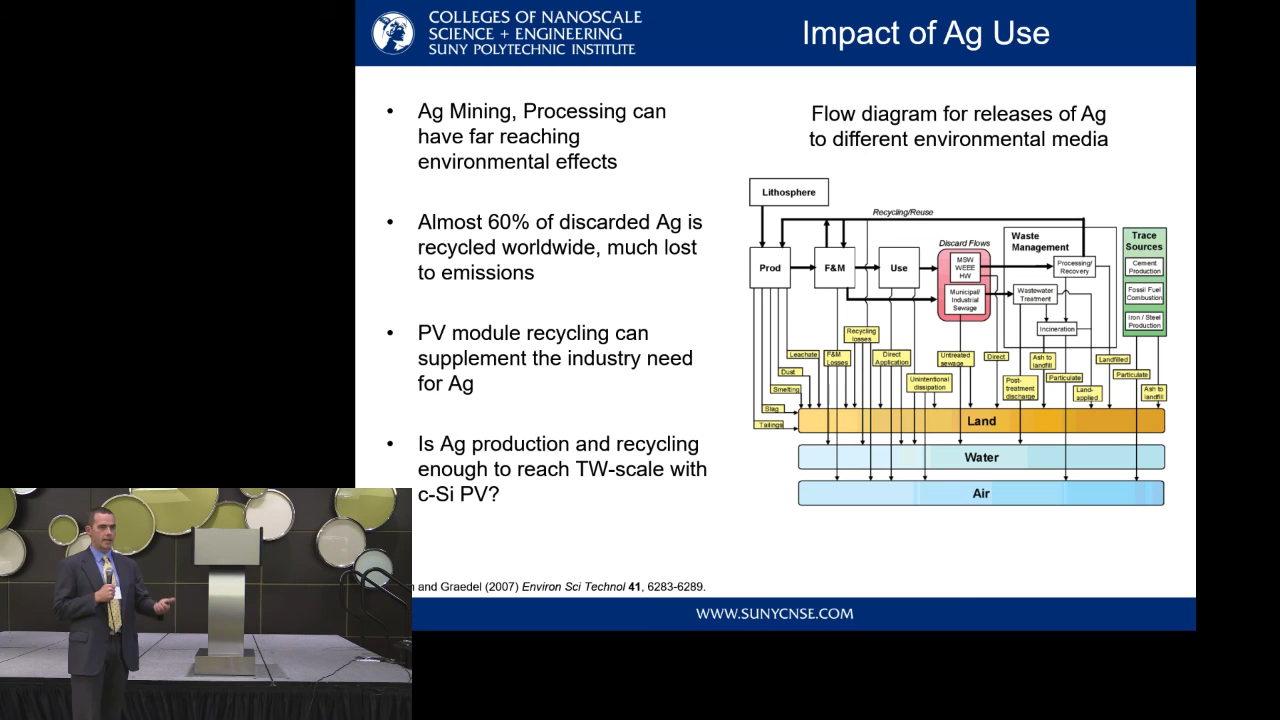 COLLEGES OF NANOSCALE
SCIENCE + ENGINEERING
SUNY POLYTECHNIC INSTITUTE
Impact of Ag Use
• Ag Mining, Processing can
have far reaching
environmental effects
• Almost 60% of discarded Ag is
recycled worldwide, much lost
to emissions
• PV module recycling can
supplement the industry need
for Ag
• Is Ag production and recycling
enough to reach TW-scale with
c-Si PV?
Flow diagram for releases of Ag
to different environmental media
Lithosphere
Recycling/Reuse
Prod
F&M
Use
Discard Flows
MSW
WEEE
HW
Municipal/
Industrial
Sewage
Waste
Management
Processing/
Recovery
Wastewater
Treatment
Incineration
Trace
Sources
Cement
Production
Fossil Fuel
Combustion
Iron / Steel
Production
Recycling
losses
Leachate
F&M
Losses
Direct
Application
Untreated
sewage
Direct
Ash to
landfill
Landfilled
Dust
Unintentional
dissipation
Post-
treatment
discharge
Particulate
Particulate
Smelting
Land-
applied
Ash to
landfill
Slag
Tailings
Land
Water
Air
and Graedel (2007) Environ Sci Technol 41, 6283-6289.
WWW.SUNYCNSE.COM